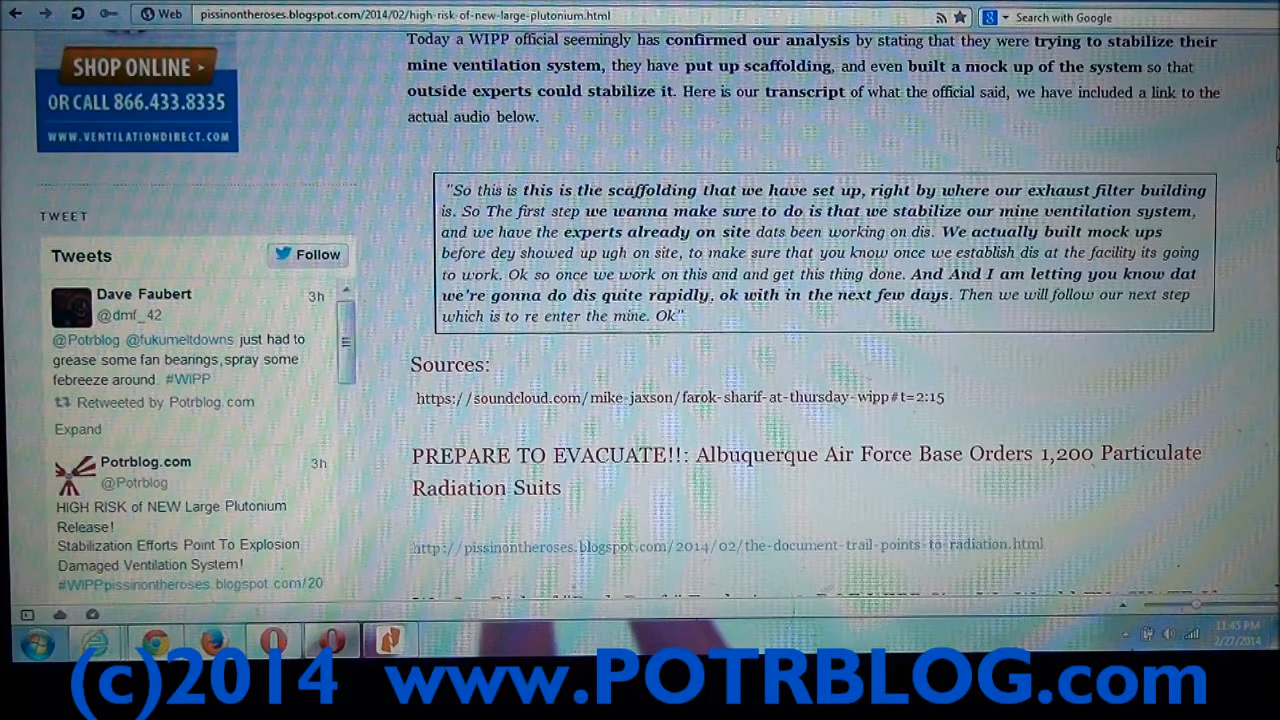 Web
pissinontheroses.blogspot.com/2014/02/high-risk-of-new-large-plutonium.html
Search with Google
SHOP ONLINE
OR CALL 866.433.8335
WWW.VENTILATIONDIRECT.COM
TWEET
Tweets
Follow
Dave Faubert
3h
@dmf_42
@Potrblog @fukumeltdowns just had to
grease some fan bearings,spray some
febreeze around. #WIPP
Retweeted by Potrblog.com
Expand
Potrblog.com
3h
@Potrblog
HIGH RISK of NEW Large Plutonium
Release!
Stabilization Efforts Point To Explosion
Damaged Ventilation System!
#WIPPpissinontheroses.blogspot.com/20
Today a WIPP official seemingly has confirmed our analysis by stating that they were trying to stabilize their
mine ventilation system, they have put up scaffolding, and even built a mock up of the system so that
outside experts could stabilize it. Here is our transcript of what the official said, we have included a link to the
actual audio below.
"So this is this is the scaffolding that we have set up, right by where our exhaust filter building
is. So The first step we wanna make sure to do is that we stabilize our mine ventilation system,
and we have the experts already on site dats been working on dis. We actually built mock ups
before dey showed up ugh on site, to make sure that you know once we establish dis at the facility its going
to work. Ok so once we work on this and and get this thing done. And And I am letting you know dat
we're gonna do dis quite rapidly, ok with in the next few days. Then we will follow our next step
which is to re enter the mine. Ok"
Sources:
https://soundcloud.com/mike-jaxson/farok-sharif-at-thursday-wipp#t=2:15
PREPARE TO EVACUATE!!: Albuquerque Air Force Base Orders 1,200 Particulate
Radiation Suits
http://pissinontheroses.blogspot.com/2014/02/the-document-trail-points-to-radiation.html
11:45 PM
2/27/2014
(c)2014 www.POTRBLOG.com